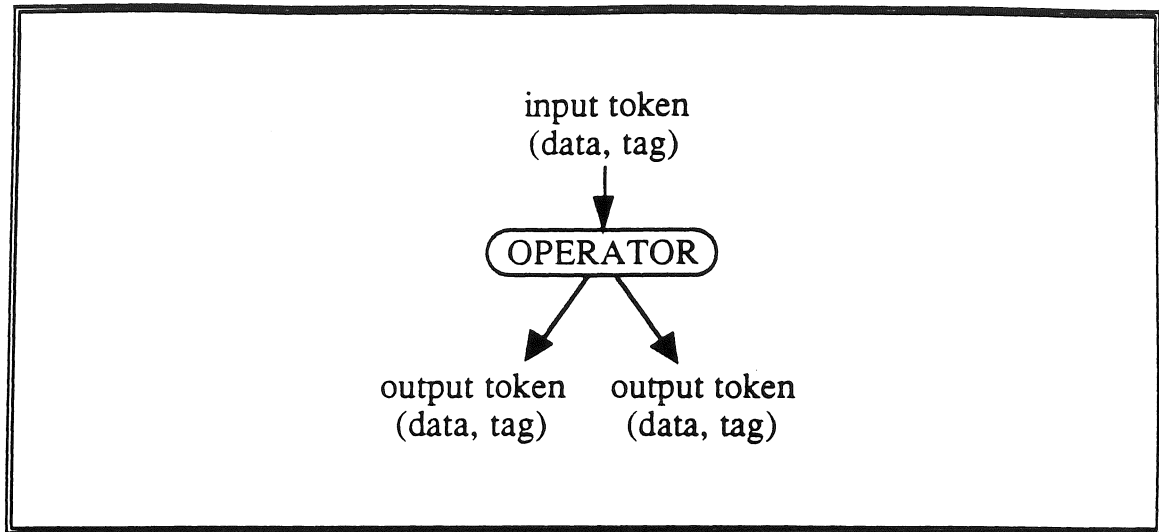 input token
(data, tag)
OPERATOR
output token
(data, tag)
output token
(data, tag)